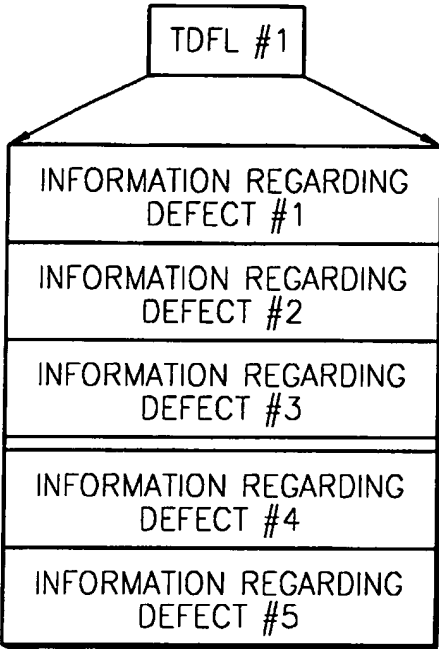 TDFL #1
INFORMATION REGARDING
DEFECT #1
INFORMATION REGARDING
DEFECT #2
INFORMATION REGARDING
DEFECT #3
INFORMATION REGARDING
DEFECT #4
INFORMATION REGARDING
DEFECT #5